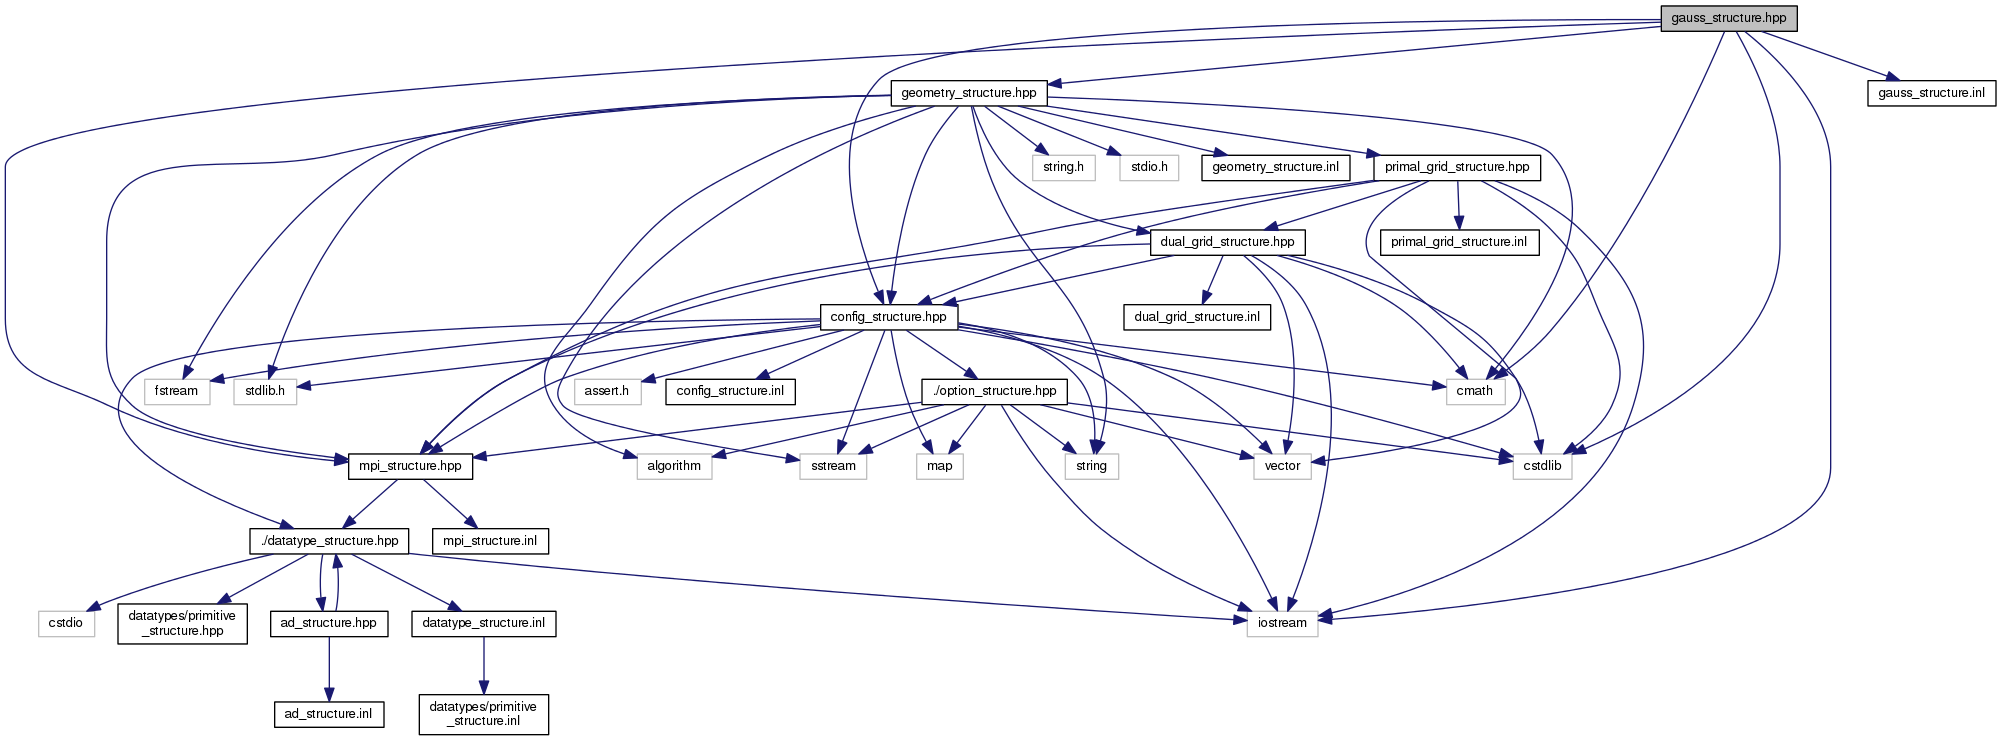 gauss_structure.hpp
geometry_structure.hpp
gauss_structure.inl
string.h
stdio.h
geometry_structure.inl
primal_grid_structure.hpp
dual_grid_structure.hpp
primal_grid_structure.inl
config_structure.hpp
dual_grid_structure.inl
fstream
stdlib.h
assert.h
config_structure.inl
./option_structure.hpp
cmath
mpi_structure.hpp
algorithm
sstream
map
string
vector
cstdlib
./datatype_structure.hpp
mpi_structure.inl
cstdio
datatypes/primitive
_structure.hpp
ad_structure.hpp
datatype_structure.inl
iostream
ad_structure.inl
datatypes/primitive
_structure.inl